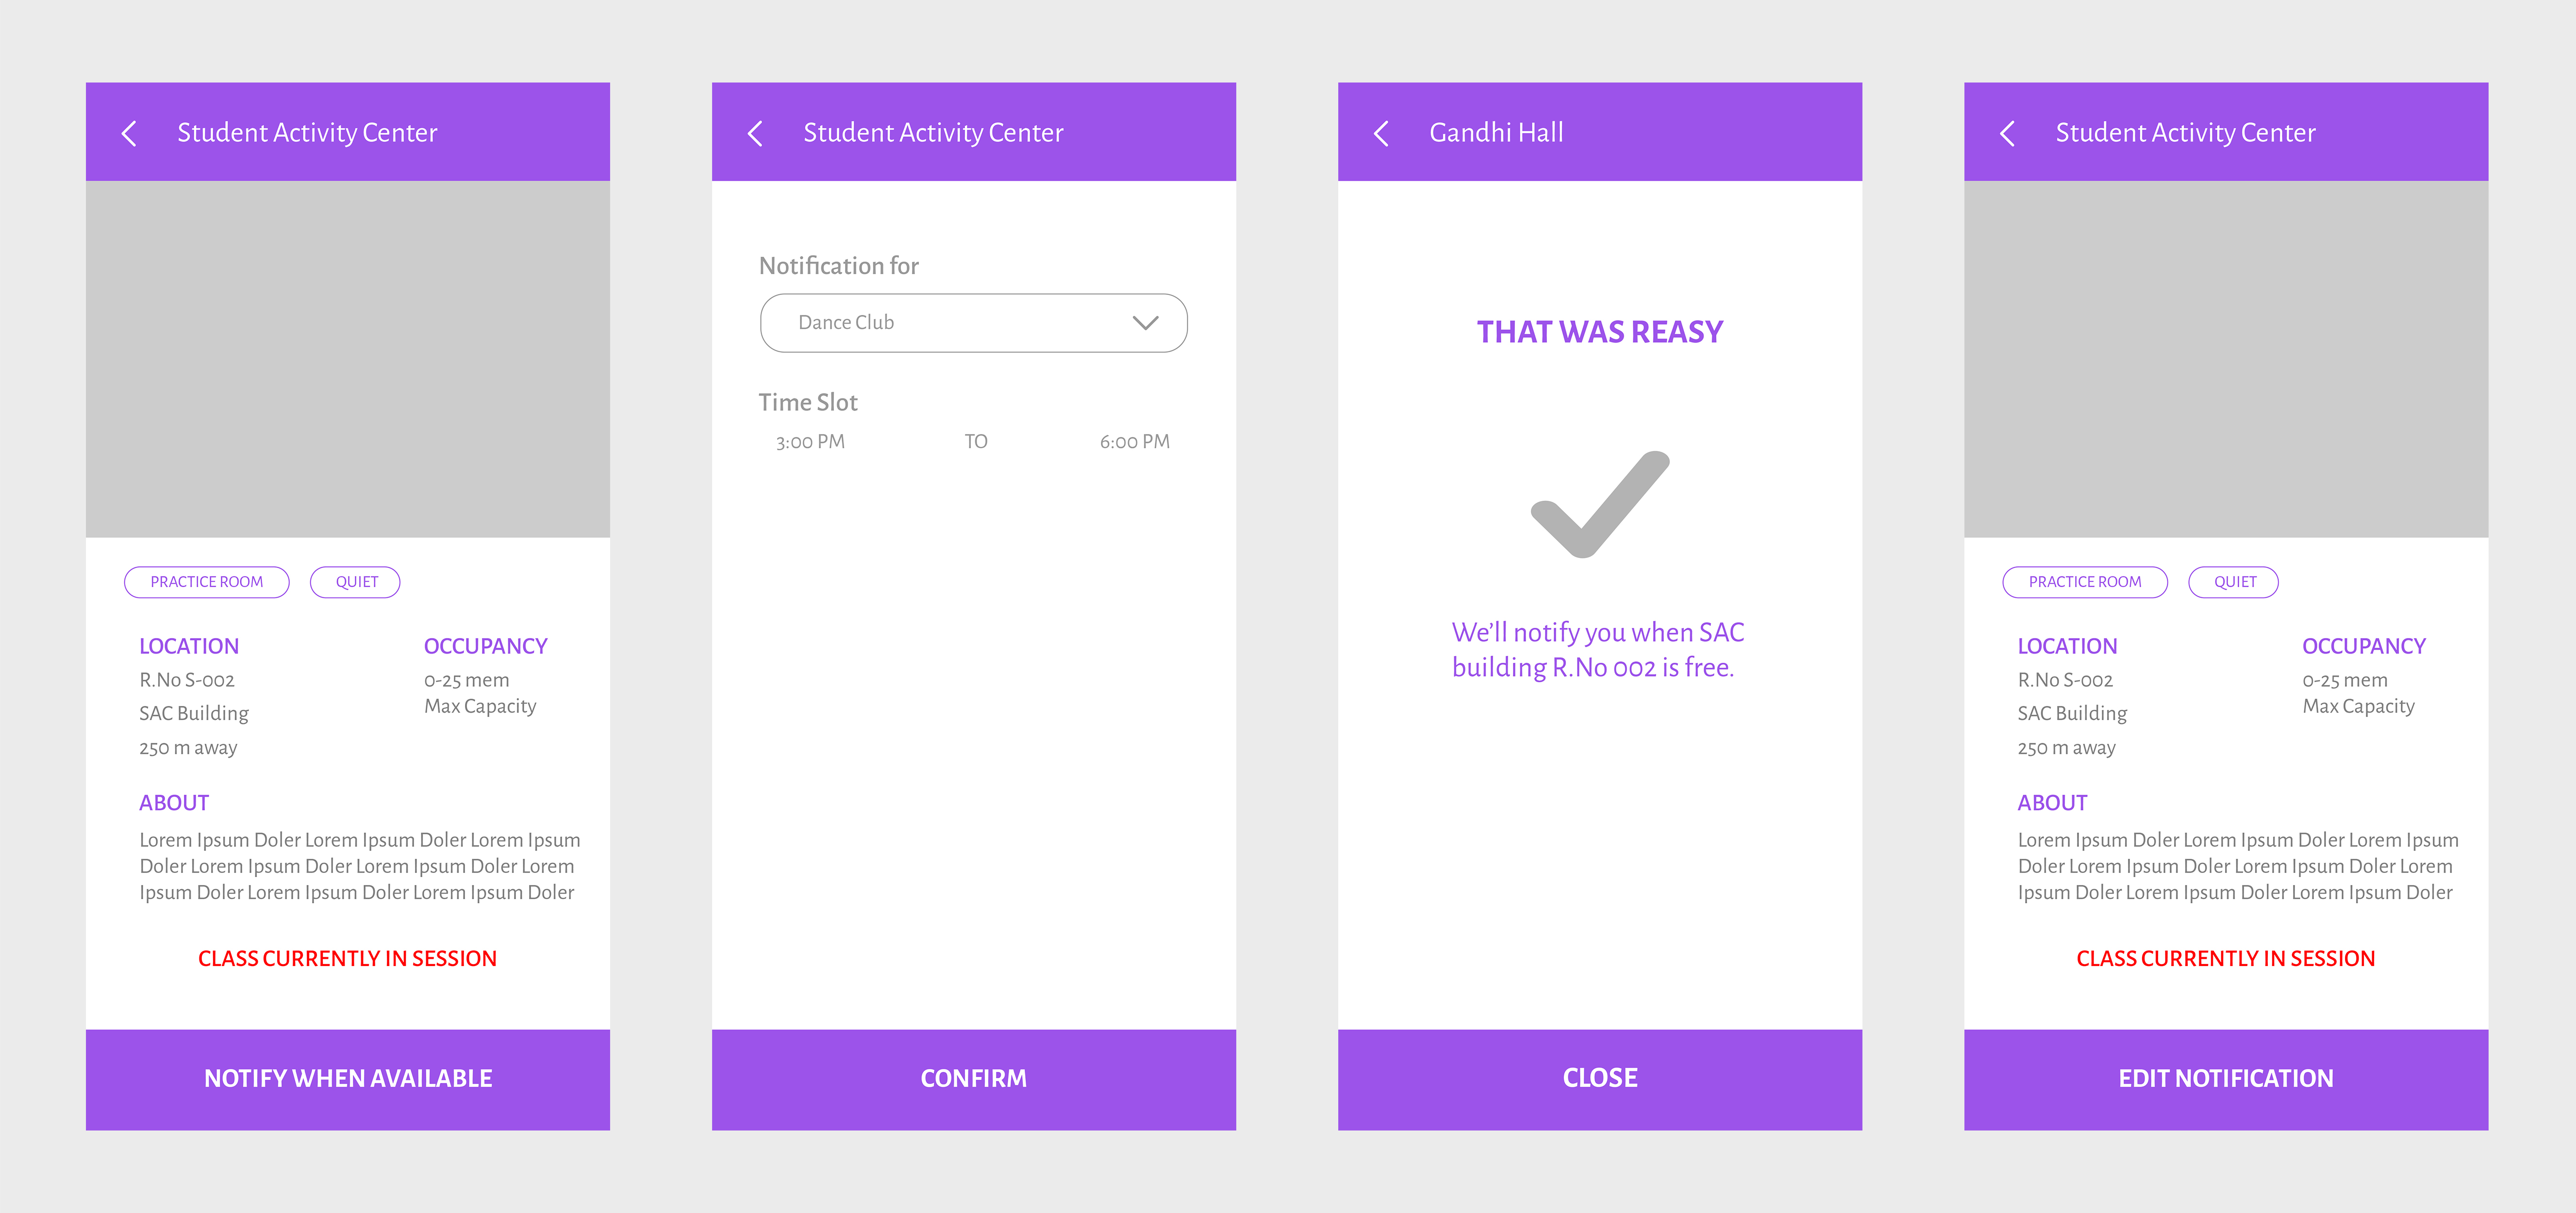 Student Activity Center
PRACTICE ROOM
QUIET
LOCATION
R.No S-002
SAC Building
250 m away
OCCUPANCY
0-25 mem
Max Capacity
ABOUT
Lorem Ipsum Doler Lorem Ipsum Doler Lorem Ipsum
Doler Lorem Ipsum Doler Lorem Ipsum Doler Lorem
Ipsum Doler Lorem Ipsum Doler Lorem Ipsum Doler
CLASS CURRENTLY IN SESSION
NOTIFY WHEN AVAILABLE
Student Activity Center
Notification for
Dance Club
Time Slot
3:00 PM TO 6:00 PM
CONFIRM
Gandhi Hall
THAT WAS REASY
We’ll notify you when SAC
building R.No 002 is free.
CLOSE
Student Activity Center
PRACTICE ROOM
QUIET
LOCATION
R.No S-002
SAC Building
250 m away
OCCUPANCY
0-25 mem
Max Capacity
ABOUT
Lorem Ipsum Doler Lorem Ipsum Doler Lorem Ipsum
Doler Lorem Ipsum Doler Lorem Ipsum Doler Lorem
Ipsum Doler Lorem Ipsum Doler Lorem Ipsum Doler
CLASS CURRENTLY IN SESSION
EDIT NOTIFICATION